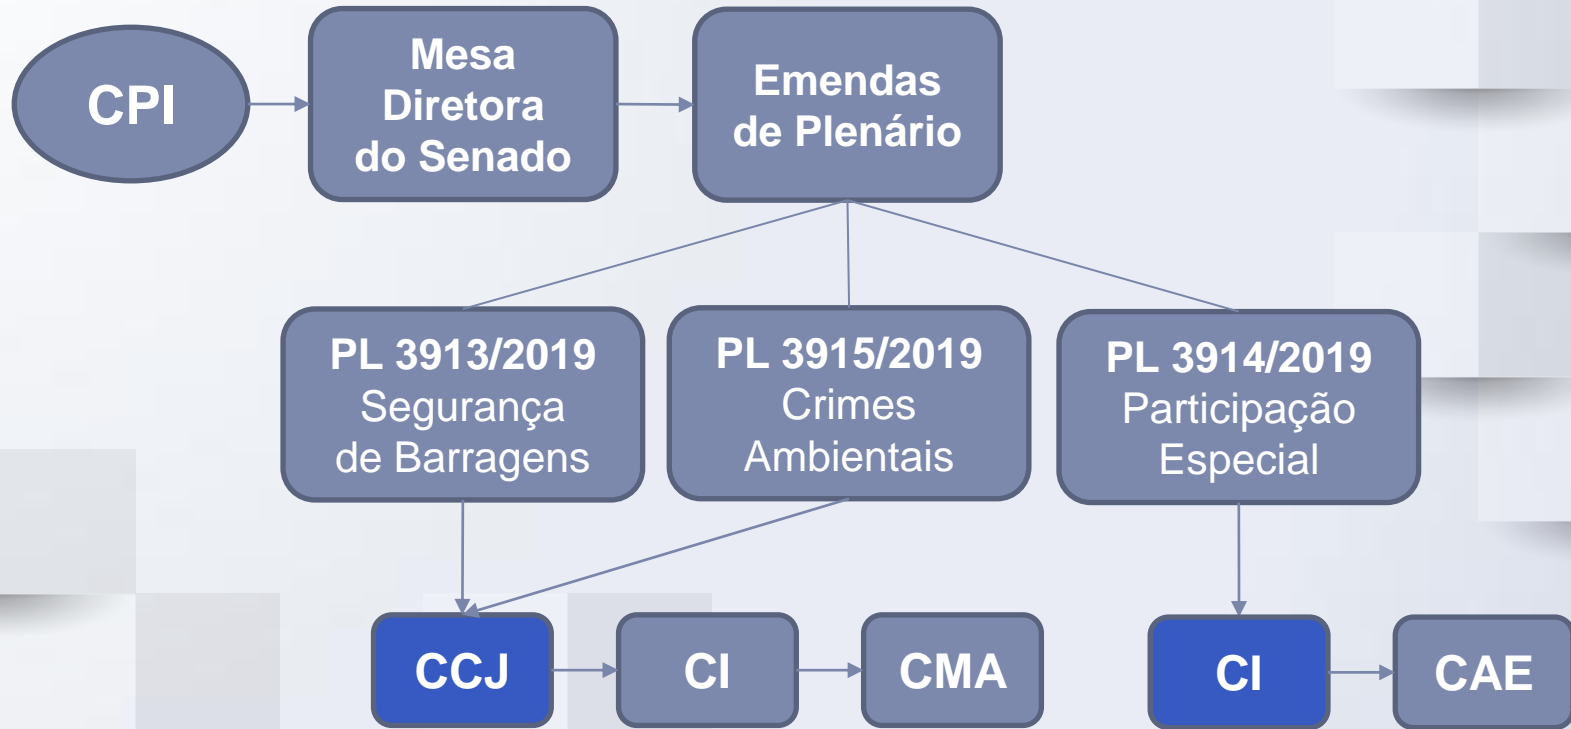 CPI
Mesa
Diretora
do Senado
Emendas
de Plenário
PL 3913/2019
Segurança
de Barragens
PL 3915/2019
Crimes
Ambientais
PL 3914/2019
Participação
Especial
CCJ
CI
CMA
CI
CAE